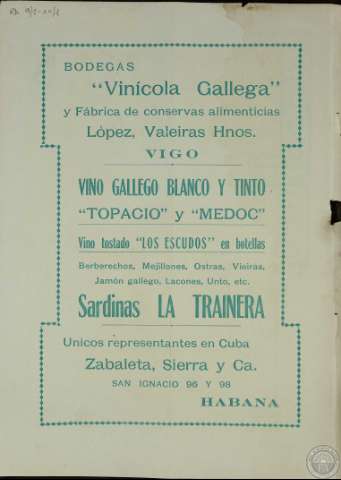 BODEGAS
"Vinícola Gallega"
y Fábrica de conservas alimenticias
López, Valeiras Hnos.
VIGO
VINO GALLEGO BLANCO Y TINTO
"TOPACIO" y "MEDOC"
Vino tostado "LOS ESCUDOS" en botellas
Berberechos, Mejillones, Ostras, Vieiras,
Jamón gallego, Lacones, Unto, etc.
Sardinas LA TRAINERA
Unicos representantes en Cuba
Zabaleta, Sierra y Ca.
SAN IGNACIO 96 Y 98
HABANA